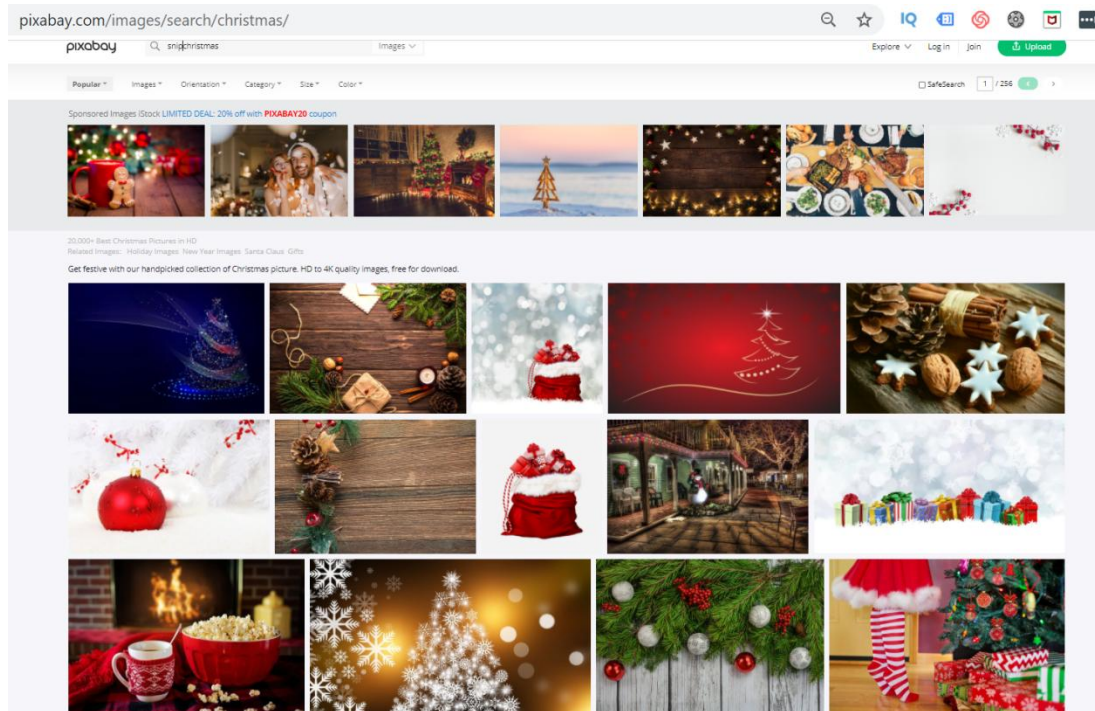 pixabay.com/images/search/christmas/
IQ
pixabay snipchristmas Images Explore Log in Join Upload
Popular Images Orientation Category Size Color SafeSearch 1 / 256
Sponsored Images iStock LIMITED DEAL: 20% off with PIXABAY20 coupon
20,000+ Best Christmas Pictures in HD
Related Images: Holiday Images New Year Images Santa Claus Gifts
Get festive with our handpicked collection of Christmas picture. HD to 4K quality images, free for download.